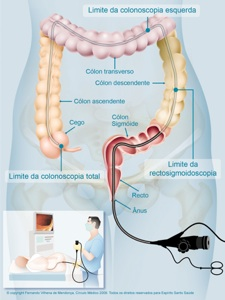 Limite da colonoscopia esquerda
Cólon transverso
Cólon descendente
Cólon ascendente
Cego
Cólon
Sigmóide
Limite da
rectosigmoidoscopia
Limite da colonoscopia total
Recto
Ânus